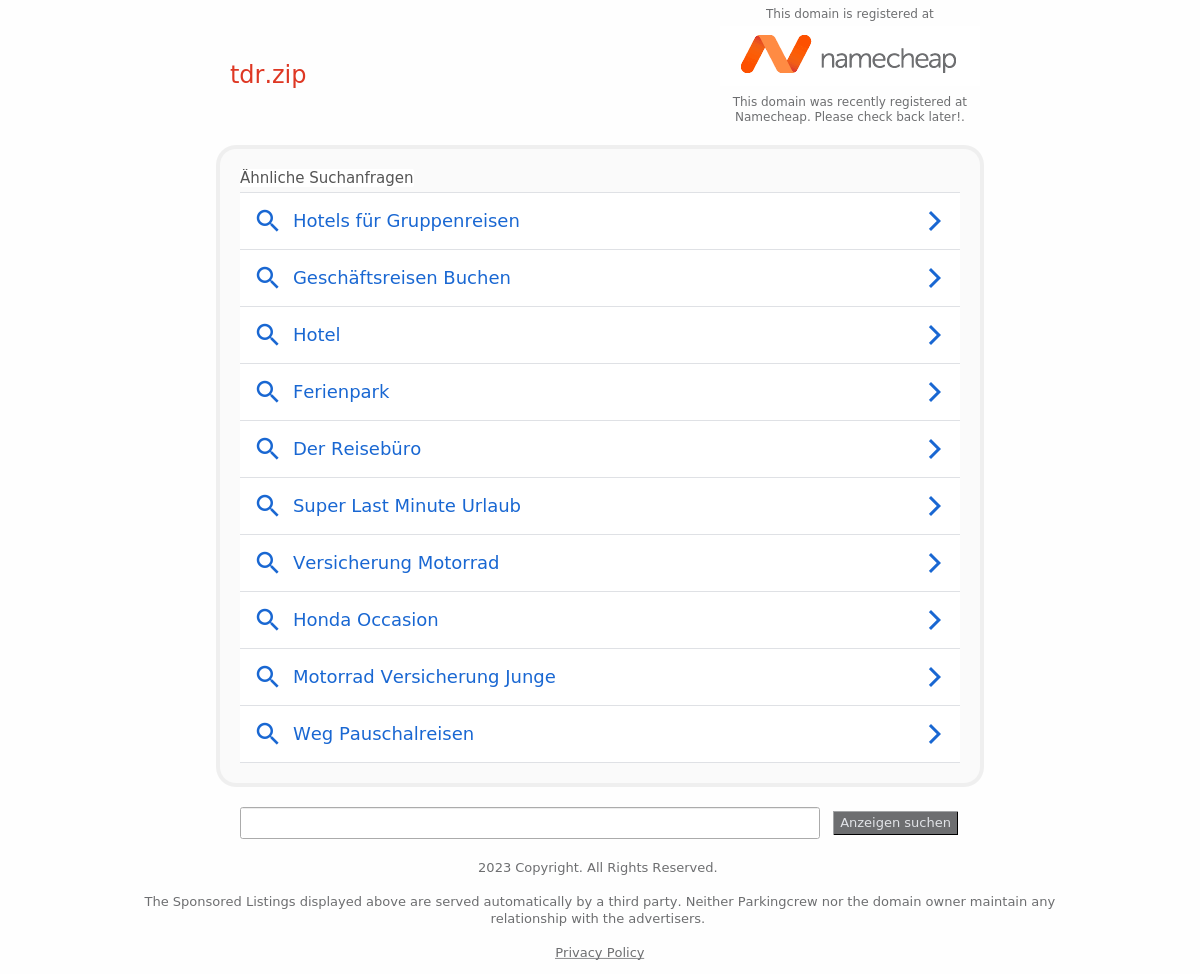 This domain is registered at
namecheap
tdr.zip
This domain was recently registered at
Namecheap. Please check back later!.
Ähnliche Suchanfragen
Hotels für Gruppenreisen
Geschäftsreisen Buchen
Hotel
Ferienpark
Der Reisebüro
Super Last Minute Urlaub
Versicherung Motorrad
Honda Occasion
Motorrad Versicherung Junge
Weg Pauschalreisen
Anzeigen suchen
2023 Copyright. All Rights Reserved.
The Sponsored Listings displayed above are served automatically by a third party. Neither Parkingcrew nor the domain owner maintain any
relationship with the advertisers.
Privacy Policy